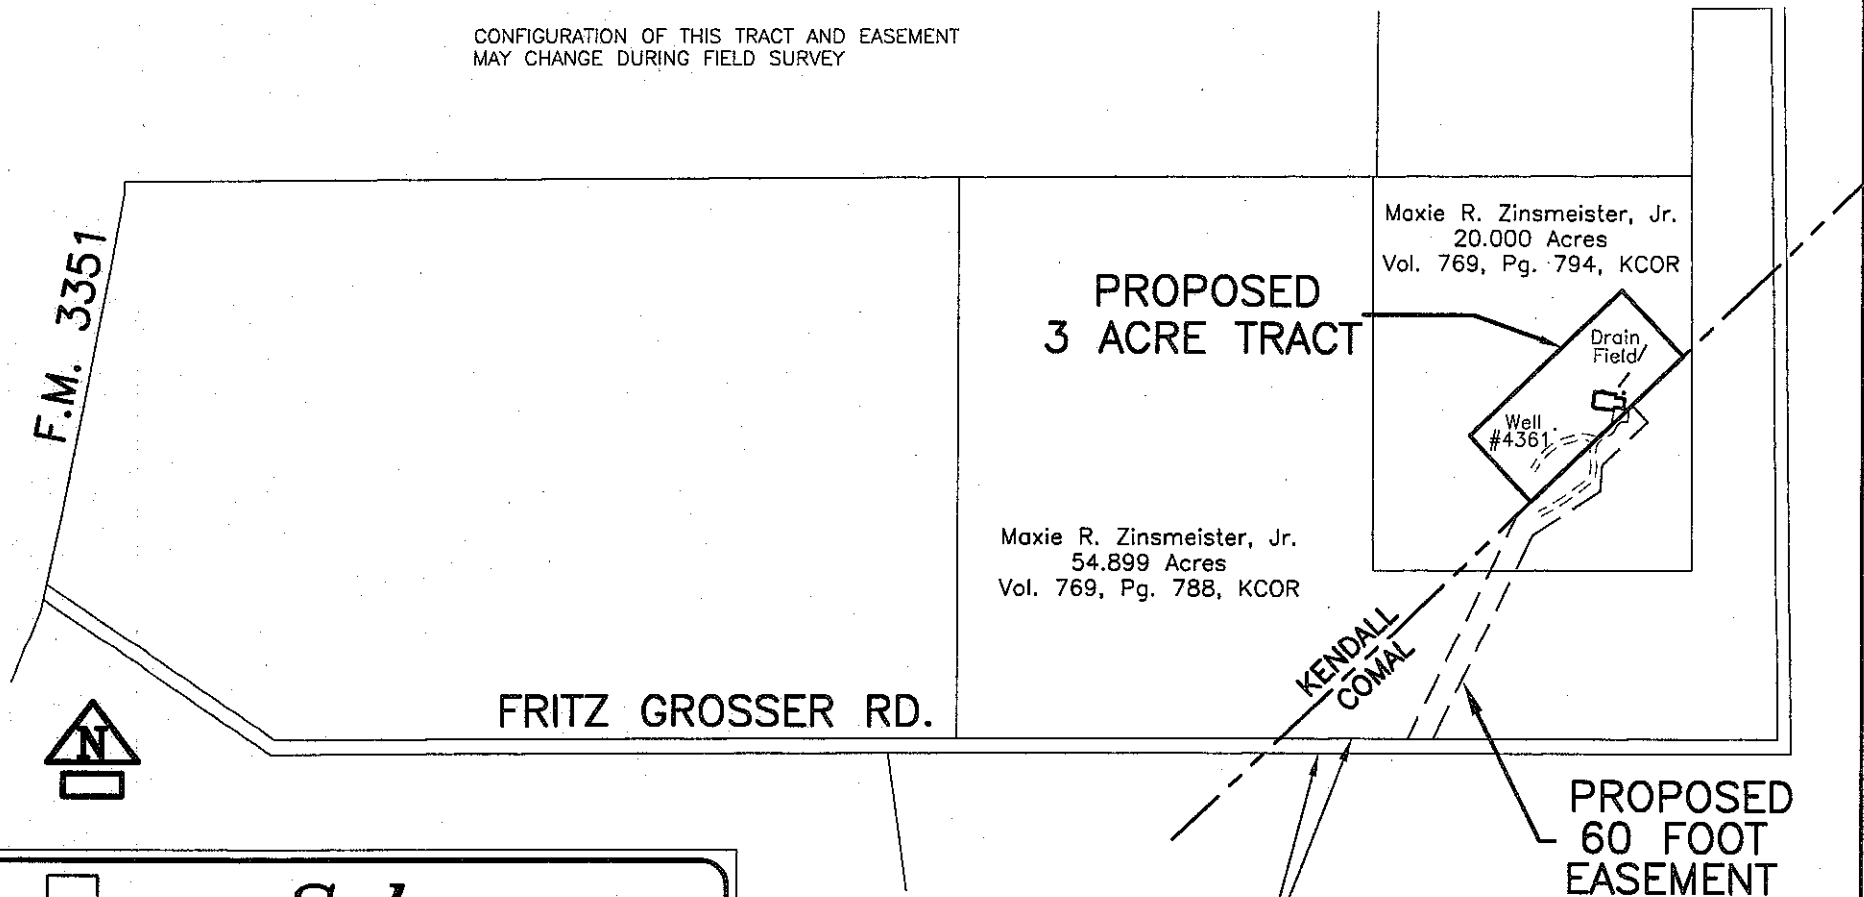 CONFIGURATION OF THIS TRACT AND EASEMENT
MAY CHANGE DURING FIELD SURVEY
F.M. 3351
Maxie R. Zinsmeister, Jr.
20.000 Acres
Vol. 769, Pg. 794, KCOR
PROPOSED
3 ACRE TRACT
Drain
Field
Well
#4361
Maxie R. Zinsmeister, Jr.
54.899 Acres
Vol. 769, Pg. 788, KCOR
KENDALL
COMAL
FRITZ GROSSER RD.
N
PROPOSED
60 FOOT
EASEMENT